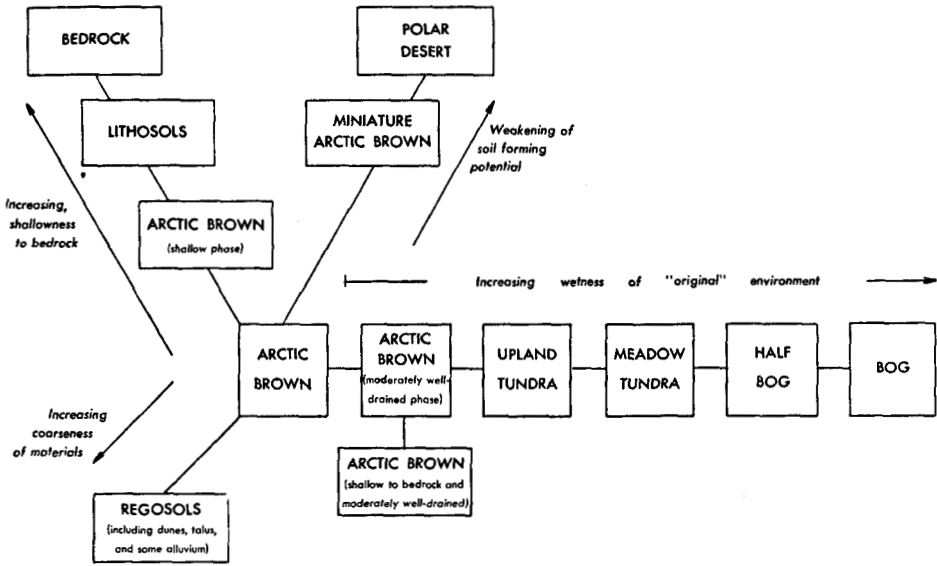 BEDROCK
POLAR
DESERT
LITHOSOLS
MINIATURE
ARCTIC BROWN
Weakening of
soil forming
potential
Increasing,
shallowness
to bedrock
ARCTIC BROWN
(shallow phase)
Increasing wetness of "original" environment
ARCTIC
BROWN
ARCTIC
BROWN
(moderately well-
drained phase)
UPLAND
TUNDRA
MEADOW
TUNDRA
HALF
BOG
BOG
Increasing
coarseness
of materials
ARCTIC BROWN
(shallow to bedrock and
moderately well-drained)
REGOSOLS
(including dunes, talus,
and some alluvium)